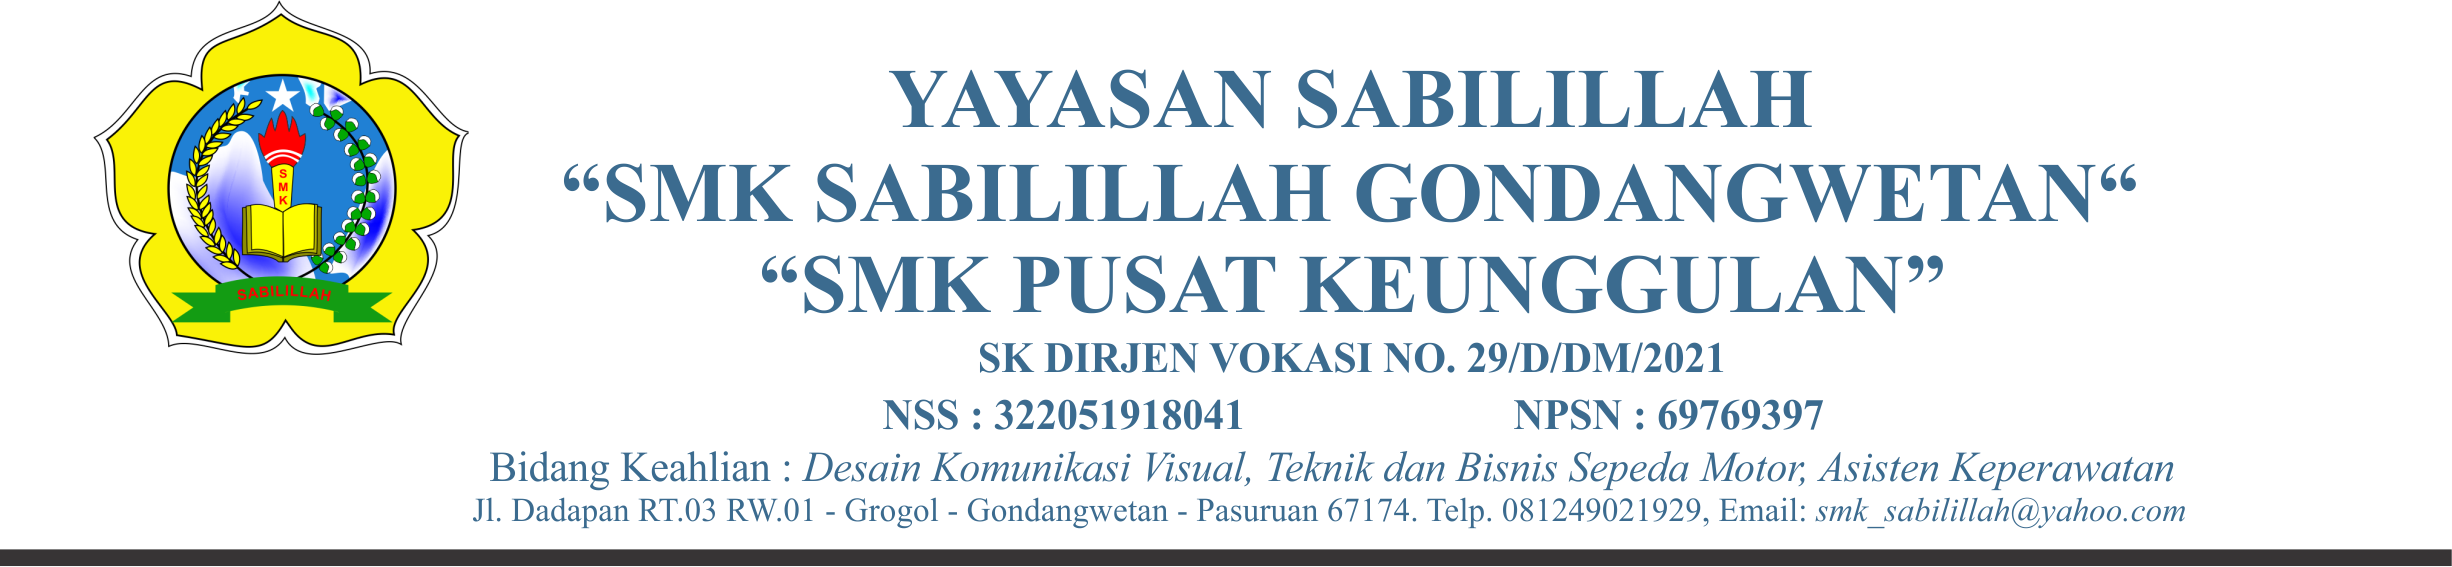 YAYASAN SABILILLAH
“SMK SABILILLAH GONDANGWETAN“
“SMK PUSAT KEUNGGULAN”
SK DIRJEN VOKASI NO. 29/D/DM/2021
NSS : 322051918041 NPSN : 69769397
Bidang Keahlian : Desain Komunikasi Visual, Teknik dan Bisnis Sepeda Motor, Asisten Keperawatan
Jl. Dadapan RT.03 RW.01 - Grogol - Gondangwetan - Pasuruan 67174. Telp. 081249021929, Email: smk_sabilillah@yahoo.com
SMK
SABILILLAH